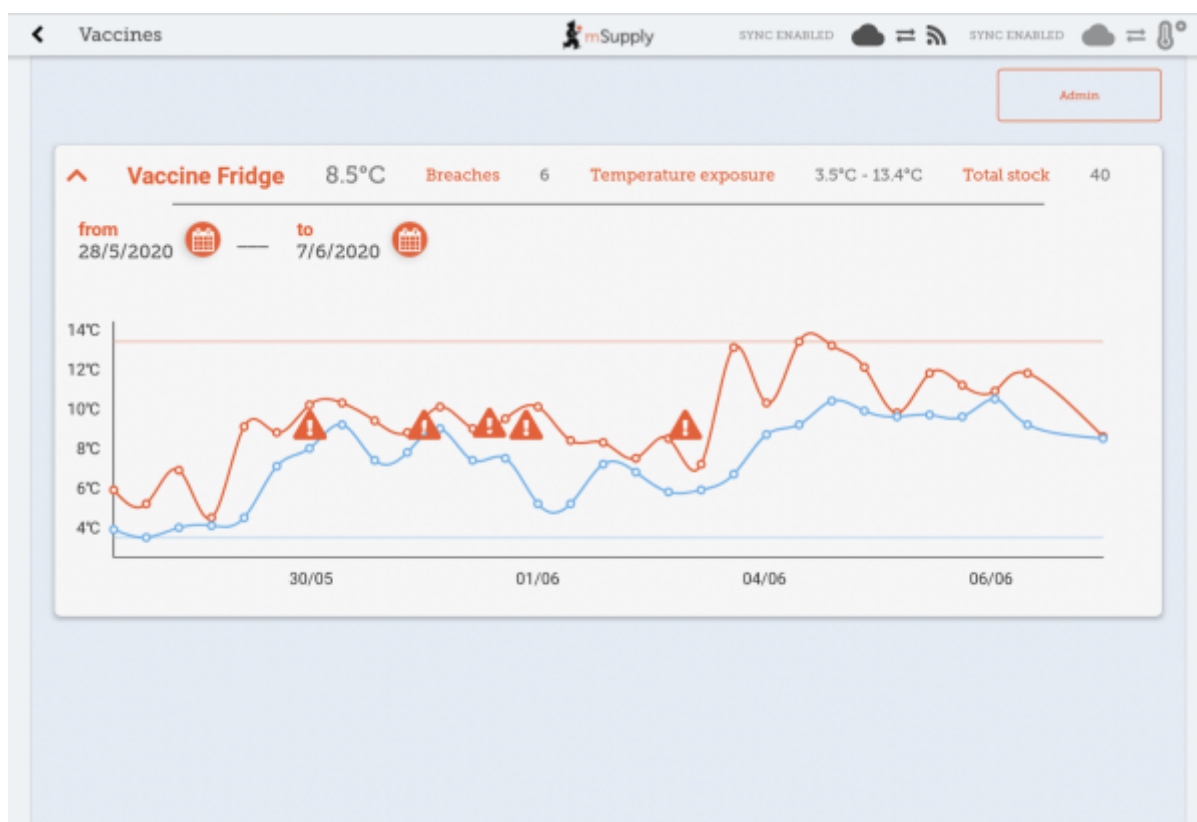 Vaccines mSupply SYNC ENABLED SYNC ENABLED
Admin
Vaccine Fridge 8.5°C Breaches 6 Temperature exposure 3.5°C - 13.4°C Total stock 40
from to
28/5/2020 7/6/2020
14°C
12°C
10°C
8°C
6°C
4°C
30/05 01/06 04/06 06/06